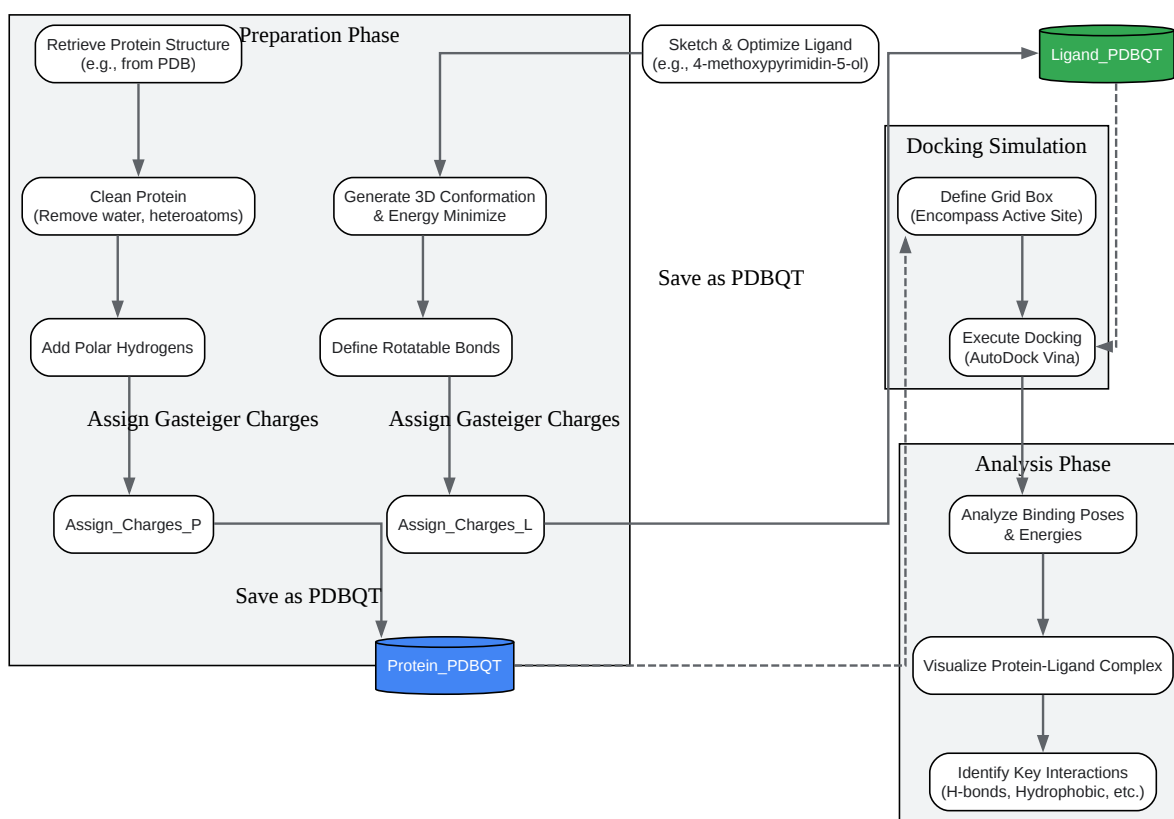 Preparation Phase
Retrieve Protein Structure
(e.g., from PDB)
Sketch & Optimize Ligand
(e.g., 4-methoxypyrimidin-5-ol)
Ligand_PDBQT
Docking Simulation
Clean Protein
(Remove water, heteroatoms)
Generate 3D Conformation
& Energy Minimize
Define Grid Box
(Encompass Active Site)
Save as PDBQT
Add Polar Hydrogens
Define Rotatable Bonds
Execute Docking
(AutoDock Vina)
Assign Gasteiger Charges
Assign Gasteiger Charges
Analysis Phase
Assign_Charges_P
Assign_Charges_L
Analyze Binding Poses
& Energies
Save as PDBQT
Protein_PDBQT
Visualize Protein-Ligand Complex
Identify Key Interactions
(H-bonds, Hydrophobic, etc.)